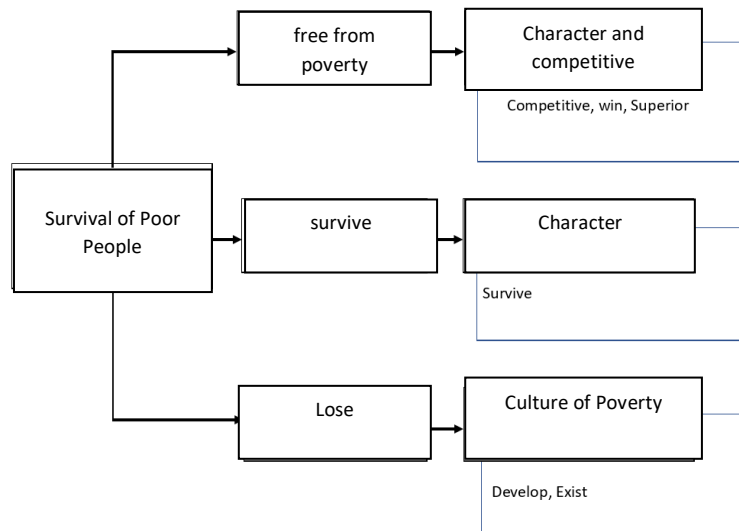 free from
poverty
Character and
competitive
Competitive, win, Superior
Survival of Poor
People
survive
Character
Survive
Lose
Culture of Poverty
Develop, Exist